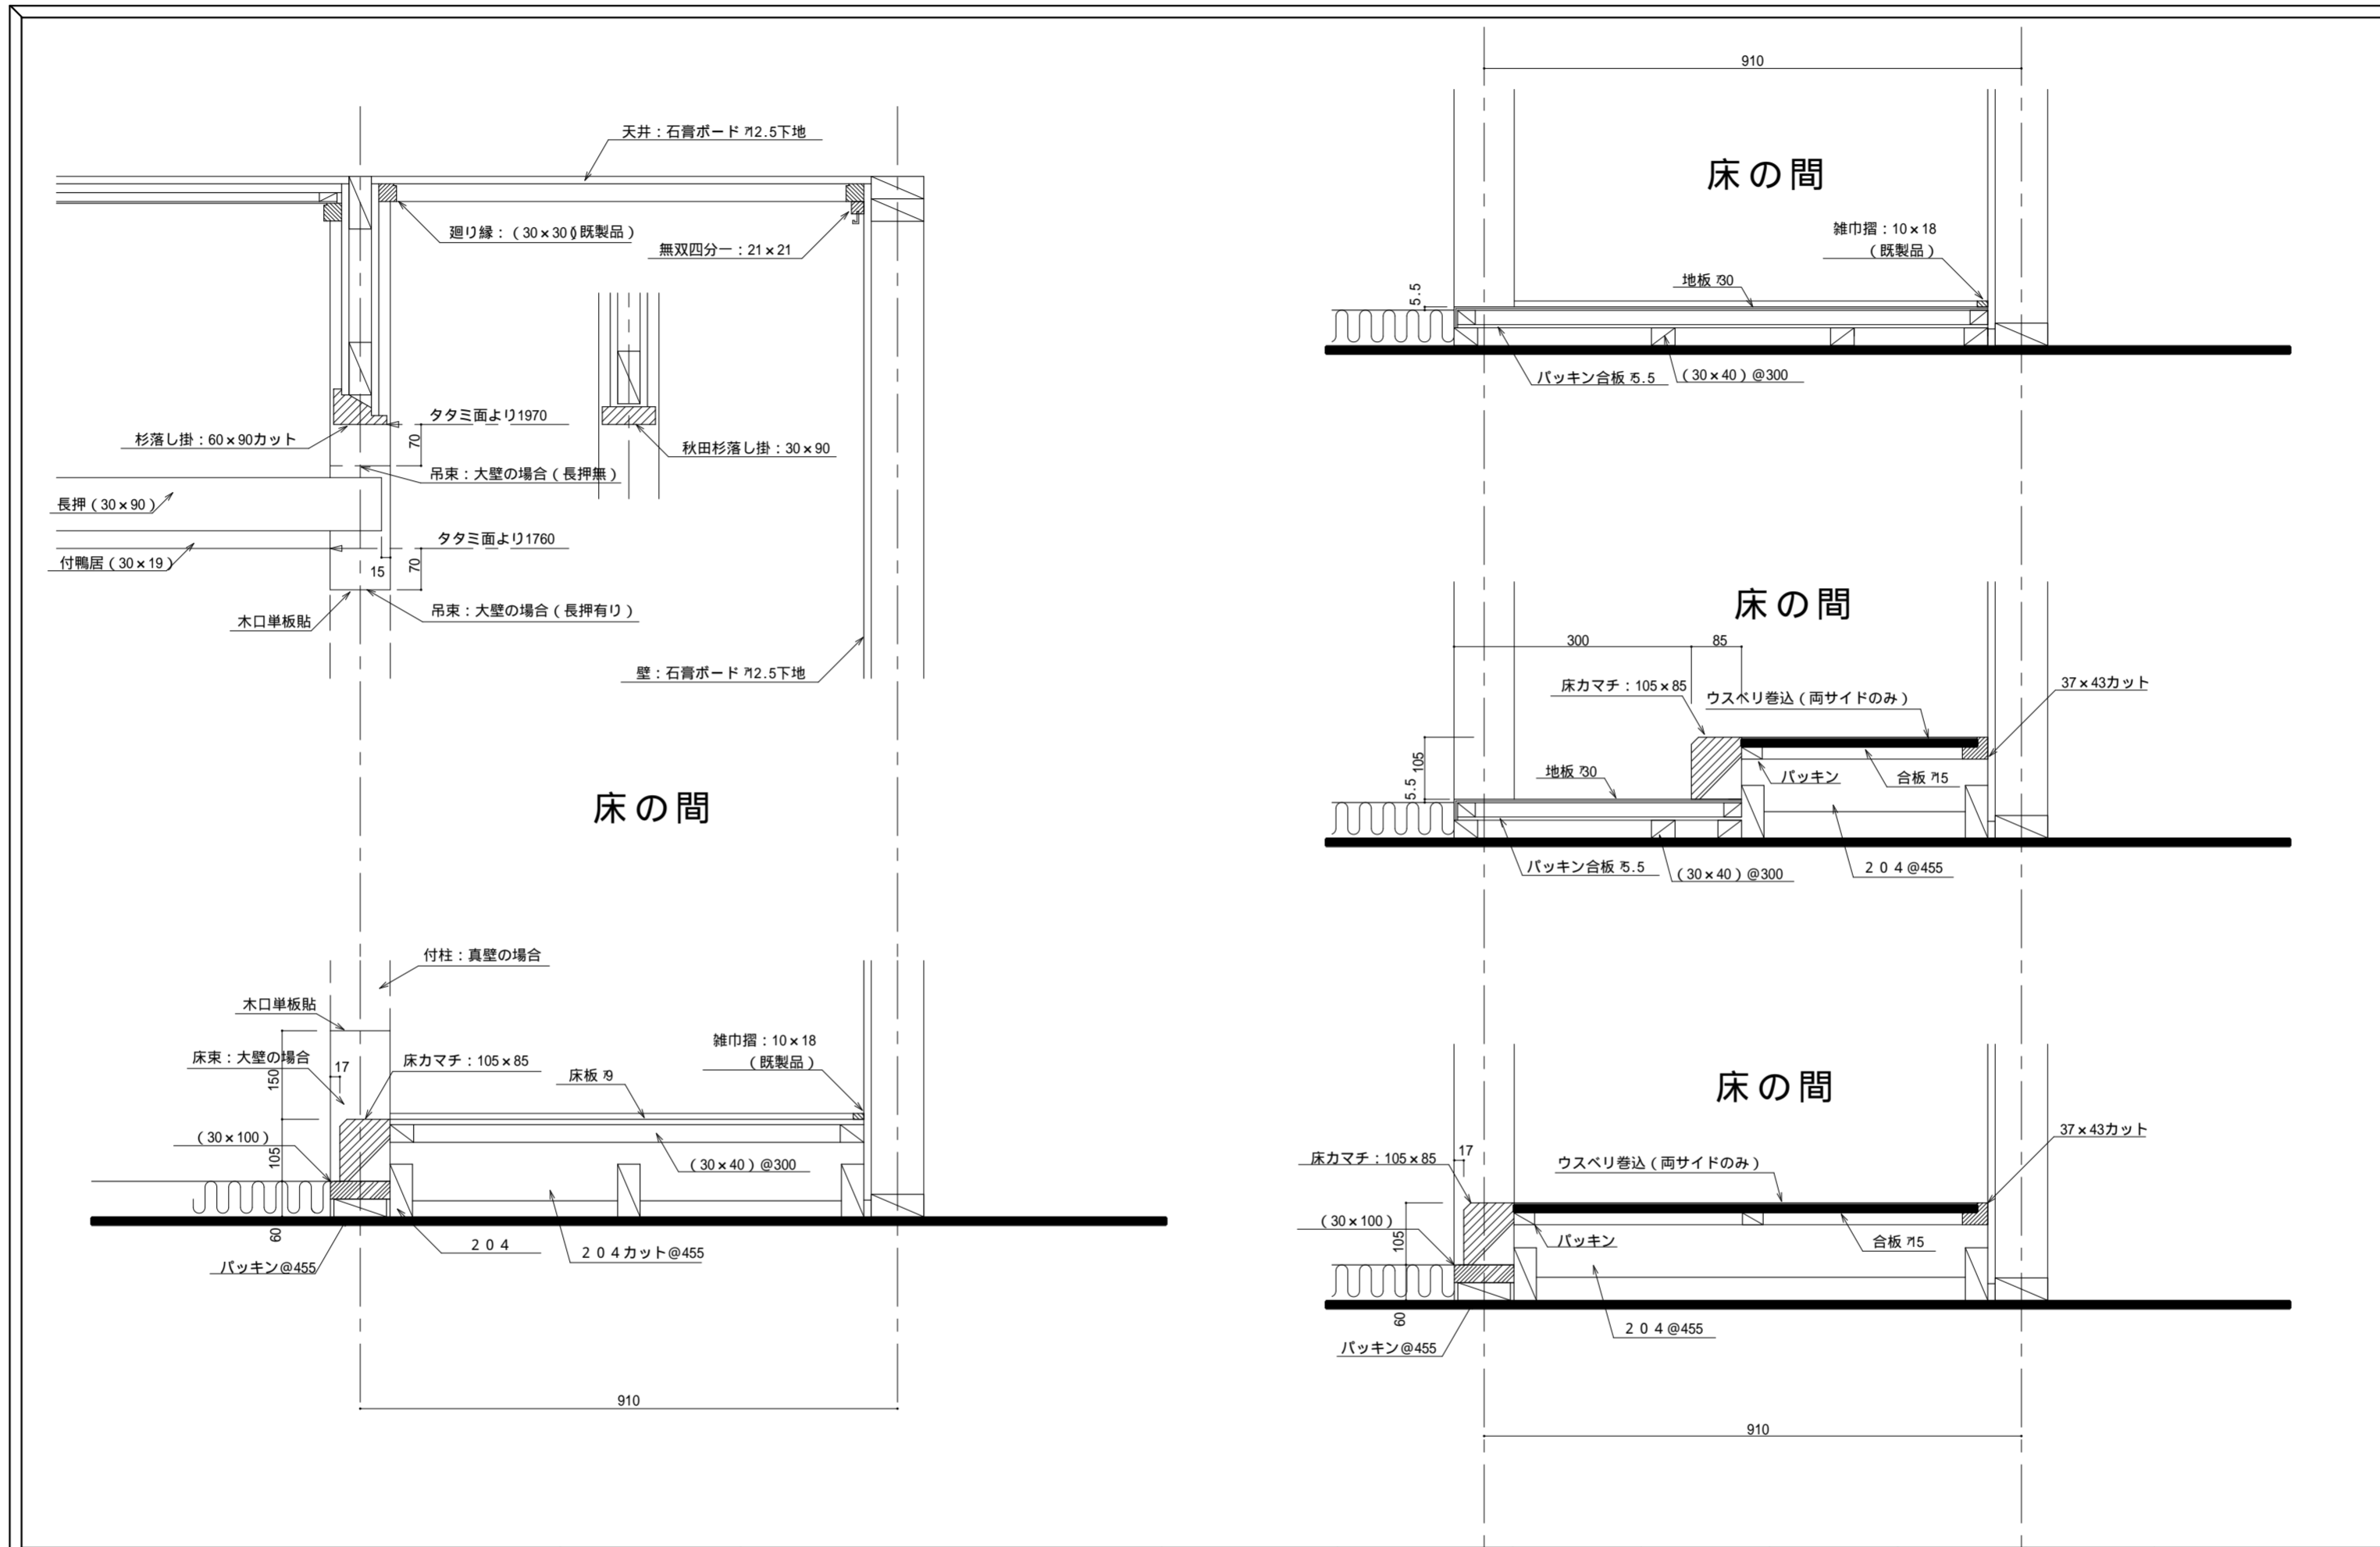 天井：石膏ボード ｱ12.5下地
廻り縁：（30×30）（既製品）
無双四分一：21×21
タタミ面より1970
70
杉落し掛：60×90カット
秋田杉落し掛：30×90
吊束：大壁の場合（長押無）
長押（30×90）
タタミ面より1760
付鴨居（30×19）
15
70
吊束：大壁の場合（長押有り）
木口単板貼
壁：石膏ボード ｱ12.5下地
床の間
付柱：真壁の場合
木口単板貼
床束：大壁の場合
17
150
床カマチ：105×85
床板 ｱ9
雑巾摺：10×18
（既製品）
（30×100）
105
（30×40）@300
60
２０４
２０４カット@455
パッキン@455
910
910
床の間
雑巾摺：10×18
（既製品）
地板 ｱ30
5.5
パッキン合板 ｱ5.5
（30×40）@300
床の間
300
85
床カマチ：105×85
ウスベリ巻込（両サイドのみ）
37×43カット
105
5.5
地板 ｱ30
パッキン
合板 ｱ15
パッキン合板 ｱ5.5
（30×40）@300
２０４@455
床の間
37×43カット
17
床カマチ：105×85
ウスベリ巻込（両サイドのみ）
（30×100）
105
パッキン
合板 ｱ15
60
２０４@455
パッキン@455
910